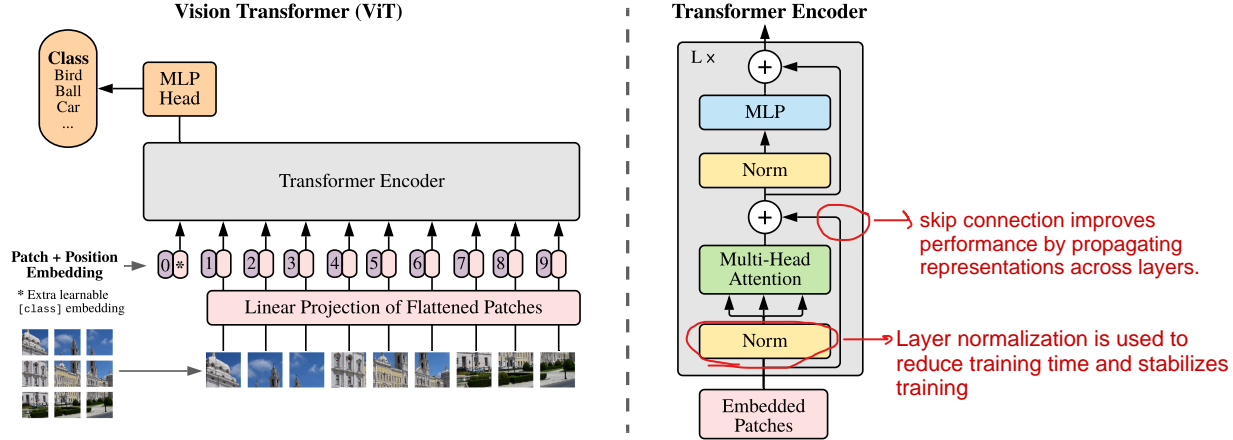 Vision Transformer (ViT)
Class
Bird
Ball
Car
...
MLP
Head
Transformer Encoder
Patch + Position
Embedding
0 * 1 2 3 4 5 6 7 8 9
* Extra learnable
[class] embedding
Linear Projection of Flattened Patches
Transformer Encoder
L x
+
MLP
Norm
+
Multi-Head
Attention
Norm
Embedded
Patches
skip connection improves
performance by propagating
representations across layers.
Layer normalization is used to
reduce training time and stabilizes
training